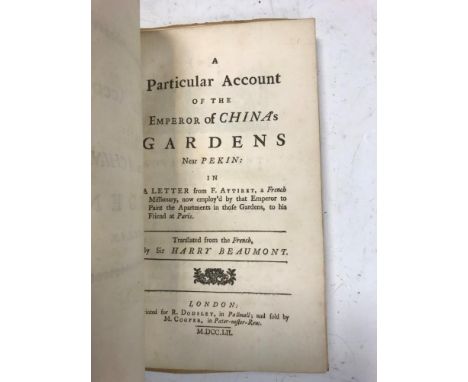 A
Particular Account
OF THE
EMPEROR of CHINA's
GARDENS
Near PEKIN:
IN
A LETTER from F. ATTIRET, a French
Missionary, now employ'd by that Emperor to
Paint the Apartments in those Gardens, to his
Friend at Paris.
Translated from the French,
by Sir HARRY BEAUMONT.
LONDON:
inted for R. DODSLEY, in Pallmall; and sold by
M. COOPER, in Pater-noster-Row.
M.DCC.LII.